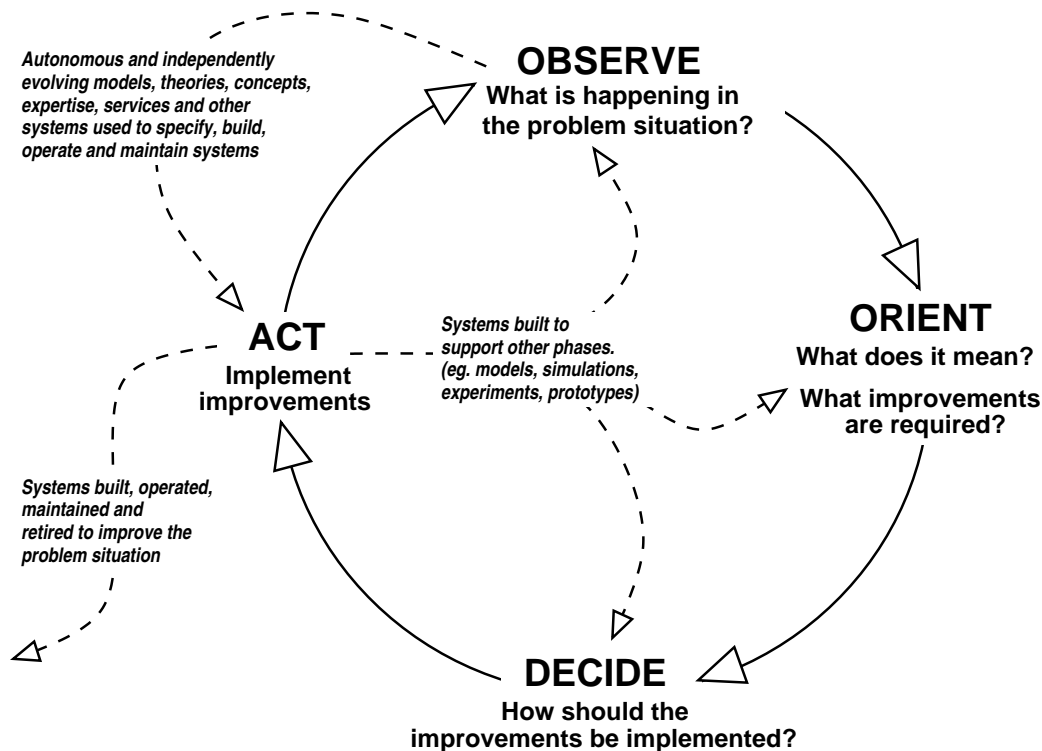 Autonomous and independently
evolving models, theories, concepts,
expertise, services and other
systems used to specify, build,
operate and maintain systems
OBSERVE
What is happening in
the problem situation?
ORIENT
What does it mean?
What improvements
are required?
ACT
Implement
improvements
Systems built to
support other phases.
(eg. models, simulations,
experiments, prototypes)
Systems built, operated,
maintained and
retired to improve the
problem situation
DECIDE
How should the
improvements be implemented?